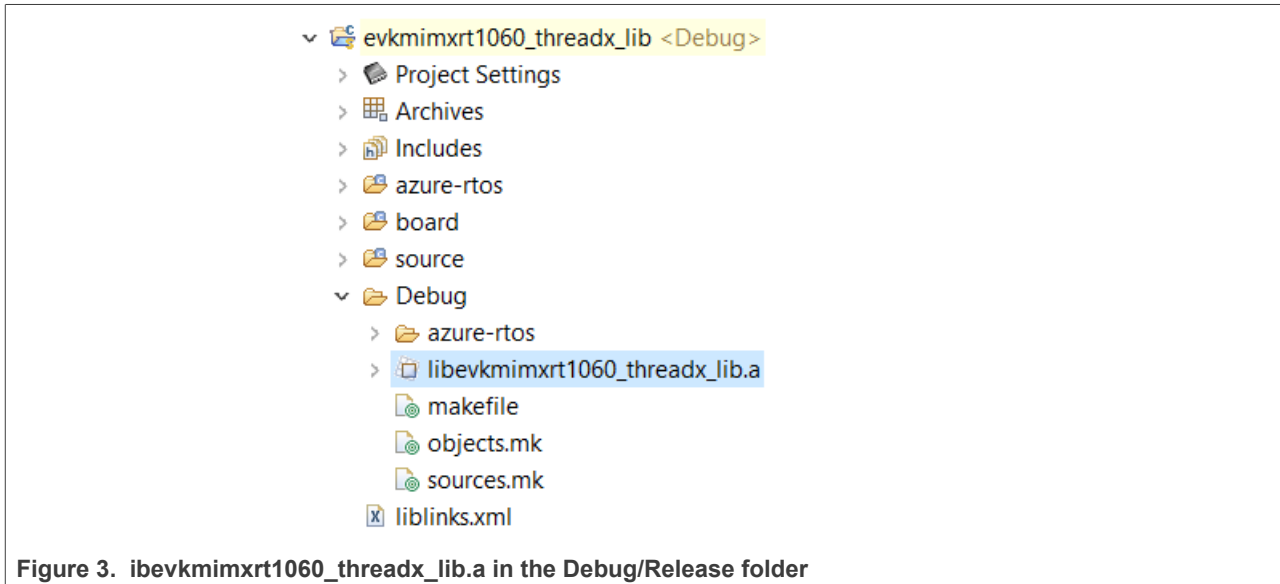 evkmimxrt1060_threadx_lib <Debug>
Project Settings
Archives
Includes
azure-rtos
board
source
Debug
azure-rtos
libevkmimxrt1060_threadx_lib.a
makefile
objects.mk
sources.mk
liblinks.xml
Figure 3. ibevkmimxrt1060_threadx_lib.a in the Debug/Release folder